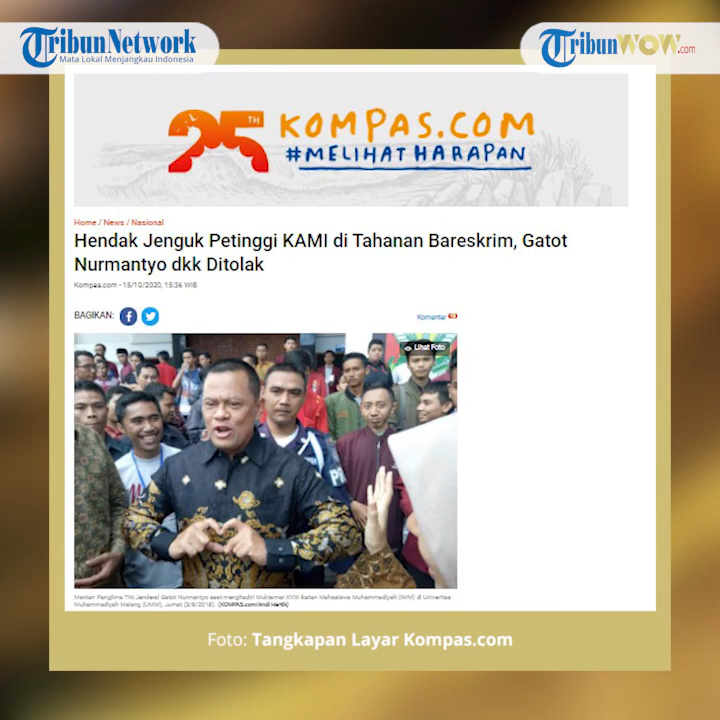 Tribun Network
Mata Lokal Menjangkau Indonesia
TribunWOW.com
25TH KOMPAS.COM
#MELIHATHARAPAN
Home / News / Nasional
Hendak Jenguk Petinggi KAMI di Tahanan Bareskrim, Gatot
Nurmantyo dkk Ditolak
Kompas.com - 15/10/2020, 15:36 WIB
BAGIKAN:
Komentar
Lihat Foto
Mantan Panglima TNI Jenderal Gatot Nurmantyo saat menghadiri Muktamar XVIII Ikatan Mahasiswa Muhammadiyah (IMM) di Universitas
Muhammadiyah Malang (UMM), Jumat (3/8/2018). (KOMPAS.com/Andi Hartik)
Foto: Tangkapan Layar Kompas.com